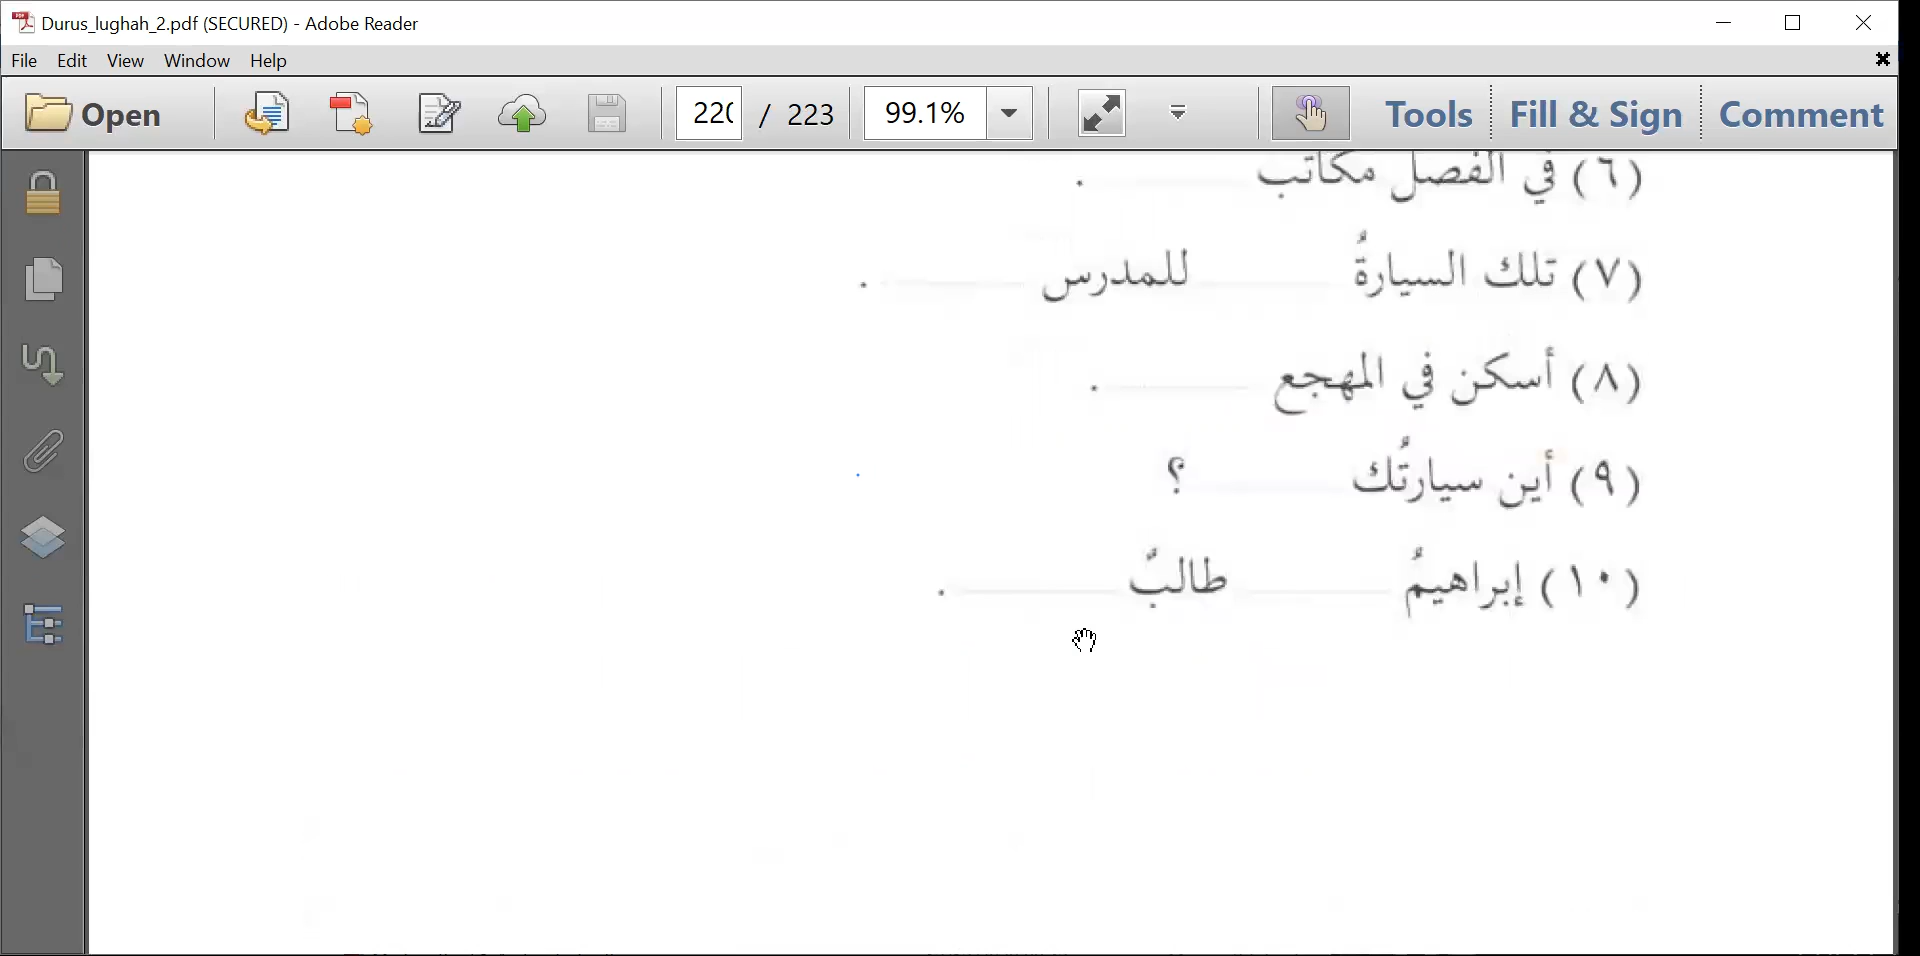 Durus_lughah_2.pdf (SECURED) - Adobe Reader
File Edit View Window Help
Open 220 / 223 99.1% Tools Fill & Sign Comment
(٦) في الفصل مكاتب .
(٧) تلك السيارةُ للمدرس .
(٨) أسكن في المهجع .
(٩) أين سيارتُك ؟
(١٠) إبراهيمُ طالبٌ .